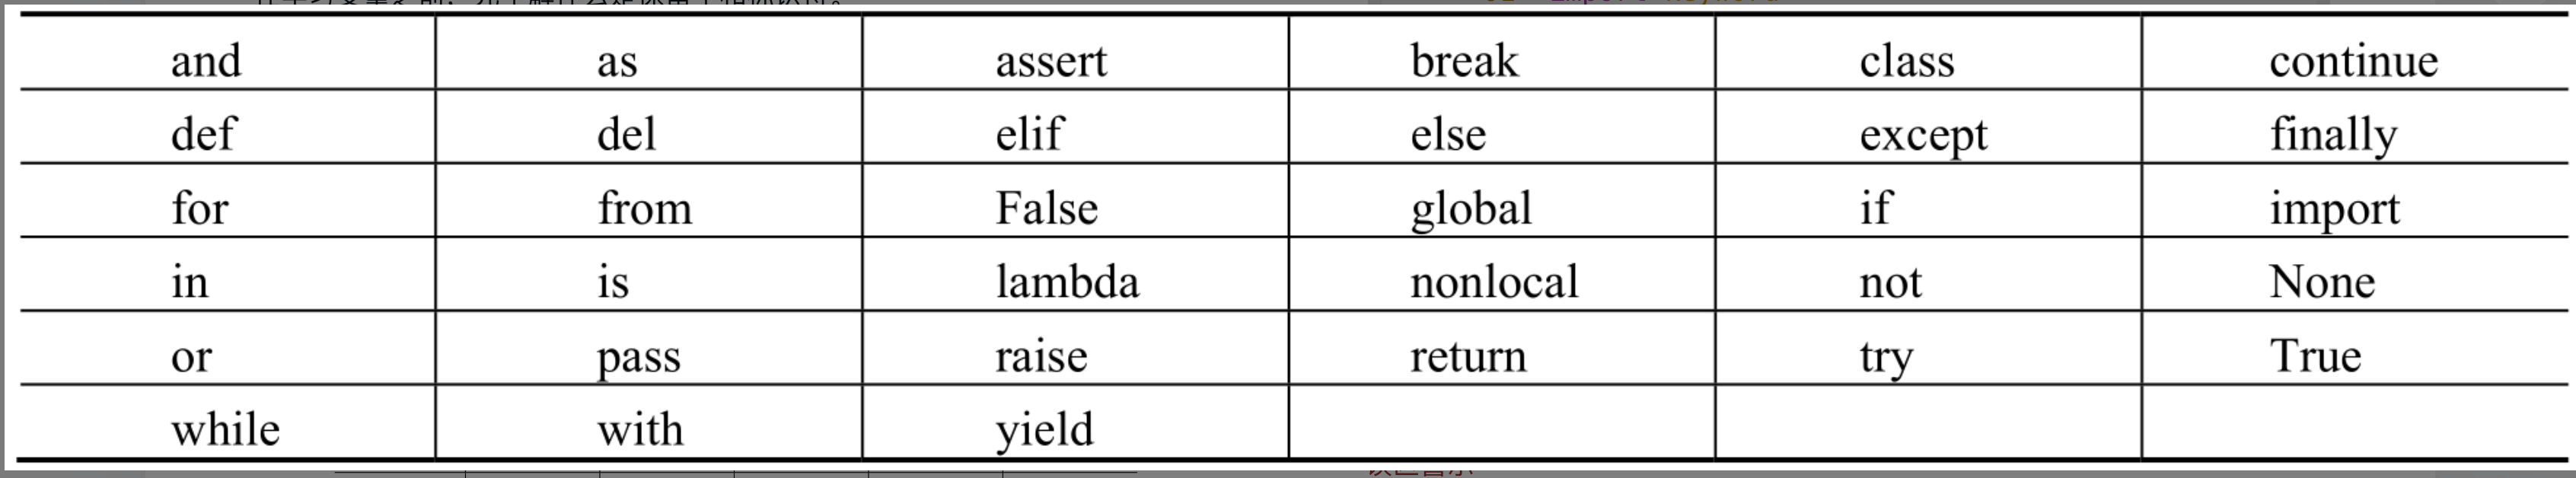 and as assert break class continue
def del elif else except finally
for from False global if import
in is lambda nonlocal not None
or pass raise return try True
while with yield